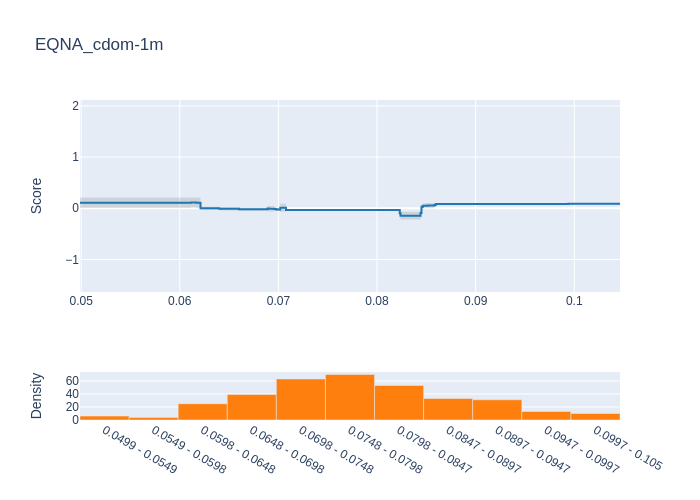 EQNA_cdom-1m
Score
2
1
0
−1
0.05 0.06 0.07 0.08 0.09 0.1
Density
60
40
20
0
0.0499 - 0.0549
0.0549 - 0.0598
0.0598 - 0.0648
0.0648 - 0.0698
0.0698 - 0.0748
0.0748 - 0.0798
0.0798 - 0.0847
0.0847 - 0.0897
0.0897 - 0.0947
0.0947 - 0.0997
0.0997 - 0.105